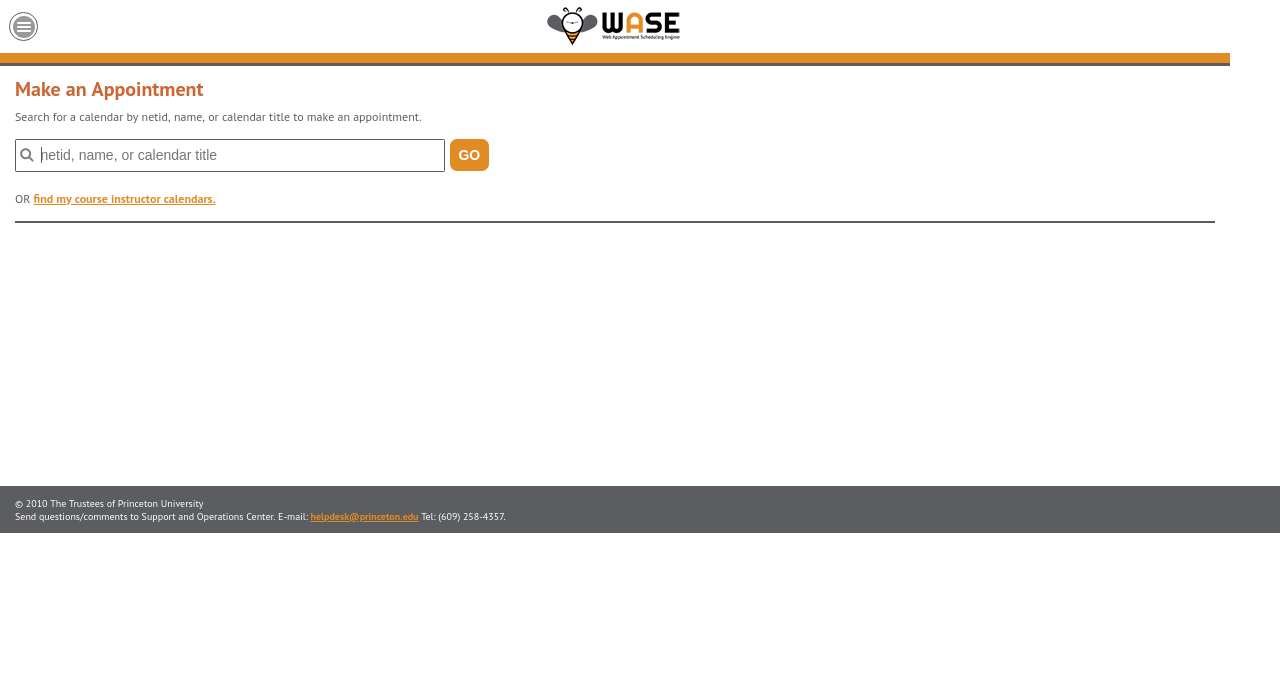 WASE
Web Appointment Scheduling Engine
Make an Appointment
Search for a calendar by netid, name, or calendar title to make an appointment.
netid, name, or calendar title
GO
OR find my course instructor calendars.
© 2010 The Trustees of Princeton University
Send questions/comments to Support and Operations Center. E-mail: helpdesk@princeton.edu Tel: (609) 258-4357.